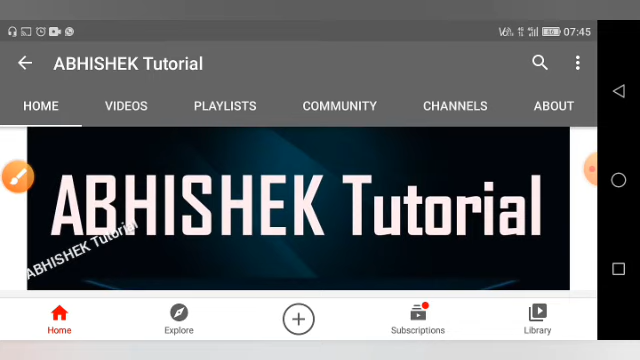 07:45
ABHISHEK Tutorial
HOME VIDEOS PLAYLISTS COMMUNITY CHANNELS ABOUT
ABHISHEK Tutorial
ABHISHEK Tutorial
Home Explore Subscriptions Library